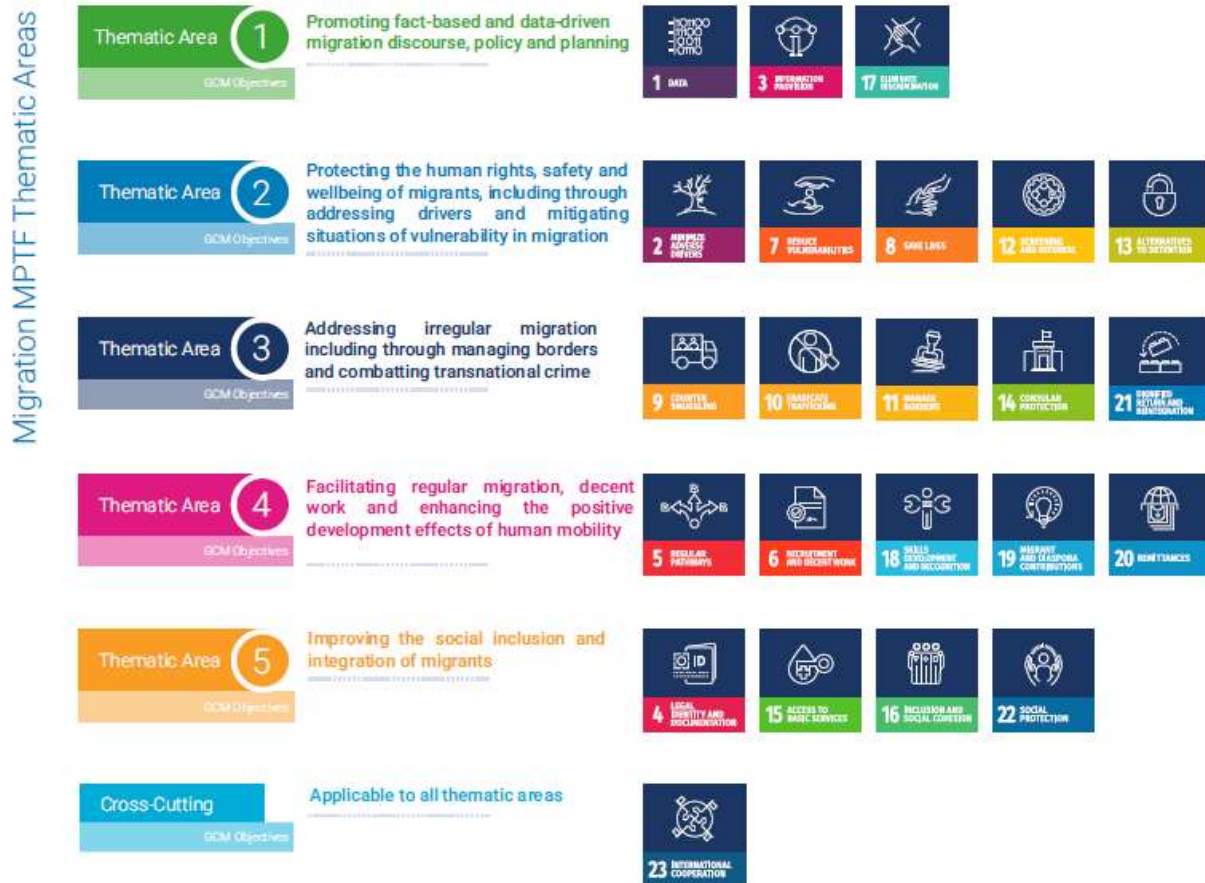 Migration MPTF Thematic Areas
Thematic Area 1
GCM Objectives
Promoting fact-based and data-driven
migration discourse, policy and planning
1 DATA
3 INFORMATION
PROVISION
17 ELIMINATE
DISCRIMINATION
Thematic Area 2
GCM Objectives
Protecting the human rights, safety and
wellbeing of migrants, including through
addressing drivers and mitigating
situations of vulnerability in migration
2 MINIMIZE
ADVERSE
DRIVERS
7 REDUCE
VULNERABILITIES
8 SAVE LIVES
12 SCREENING
AND REFERRAL
13 ALTERNATIVES
TO DETENTION
Thematic Area 3
GCM Objectives
Addressing irregular migration
including through managing borders
and combatting transnational crime
9 COUNTER
SMUGGLING
10 ERADICATE
TRAFFICKING
11 MANAGE
BORDERS
14 CONSULAR
PROTECTION
21 DIGNIFIED
RETURN AND
REINTEGRATION
Thematic Area 4
GCM Objectives
Facilitating regular migration, decent
work and enhancing the positive
development effects of human mobility
5 REGULAR
PATHWAYS
6 RECRUITMENT
AND DECENT WORK
18 SKILLS
DEVELOPMENT
AND RECOGNITION
19 MIGRANT
AND DIASPORA
CONTRIBUTIONS
20 REMITTANCES
Thematic Area 5
GCM Objectives
Improving the social inclusion and
integration of migrants
ID
4 LEGAL
IDENTITY AND
DOCUMENTATION
15 ACCESS TO
BASIC SERVICES
16 INCLUSION AND
SOCIAL COHESION
22 SOCIAL
PROTECTION
Cross-Cutting
GCM Objectives
Applicable to all thematic areas
23 INTERNATIONAL
COOPERATION